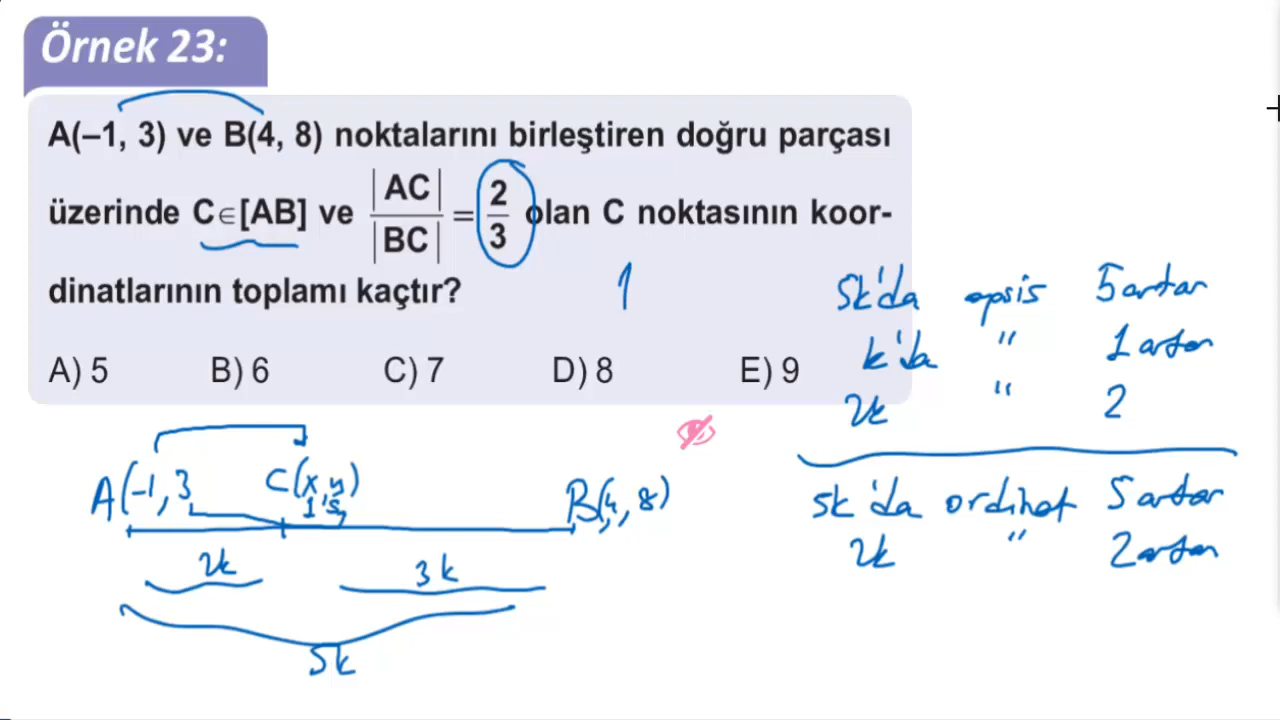 Örnek 23:
A(–1, 3) ve B(4, 8) noktalarını birleştiren doğru parçası
üzerinde C∈[AB] ve |AC| / |BC| = 2/3 olan C noktasının koor-
dinatlarının toplamı kaçtır?
A) 5 B) 6 C) 7 D) 8 E) 9
1
5k'da apsis 5 artar
k'da " 1 artar
2k " 2
5k'da ordinat 5 artar
2k " 2 artar
A(-1, 3 C(x, y) B(4, 8)
1 5
2k 3k
5k